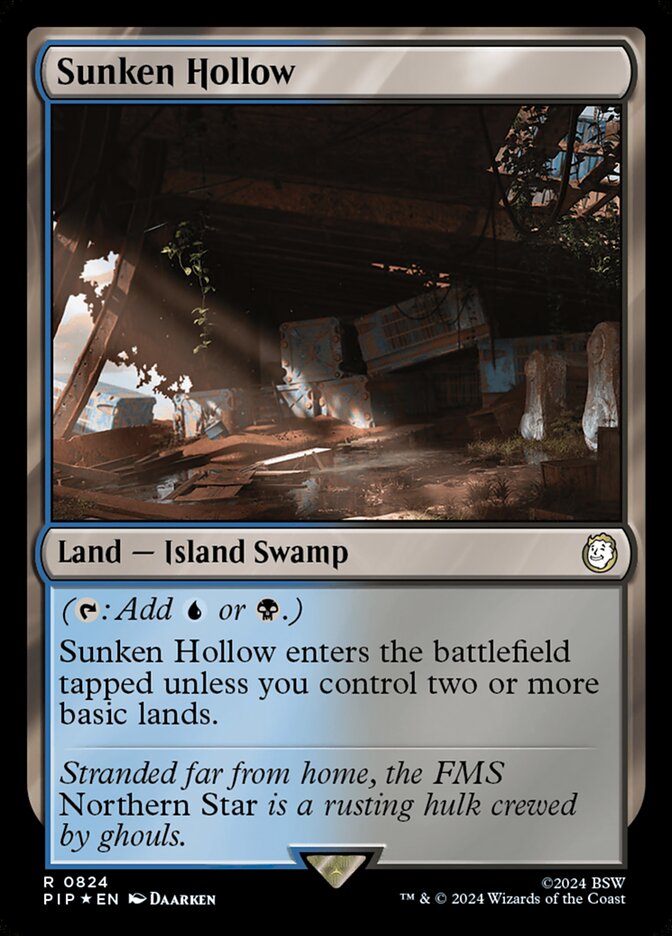 Sunken Hollow
Land — Island Swamp
( : Add or .)
Sunken Hollow enters the battlefield
tapped unless you control two or more
basic lands.
Stranded far from home, the FMS
Northern Star is a rusting hulk crewed
by ghouls.
R 0824
PIP★EN Daarken
©2024 BSW
™ & © 2024 Wizards of the Coast